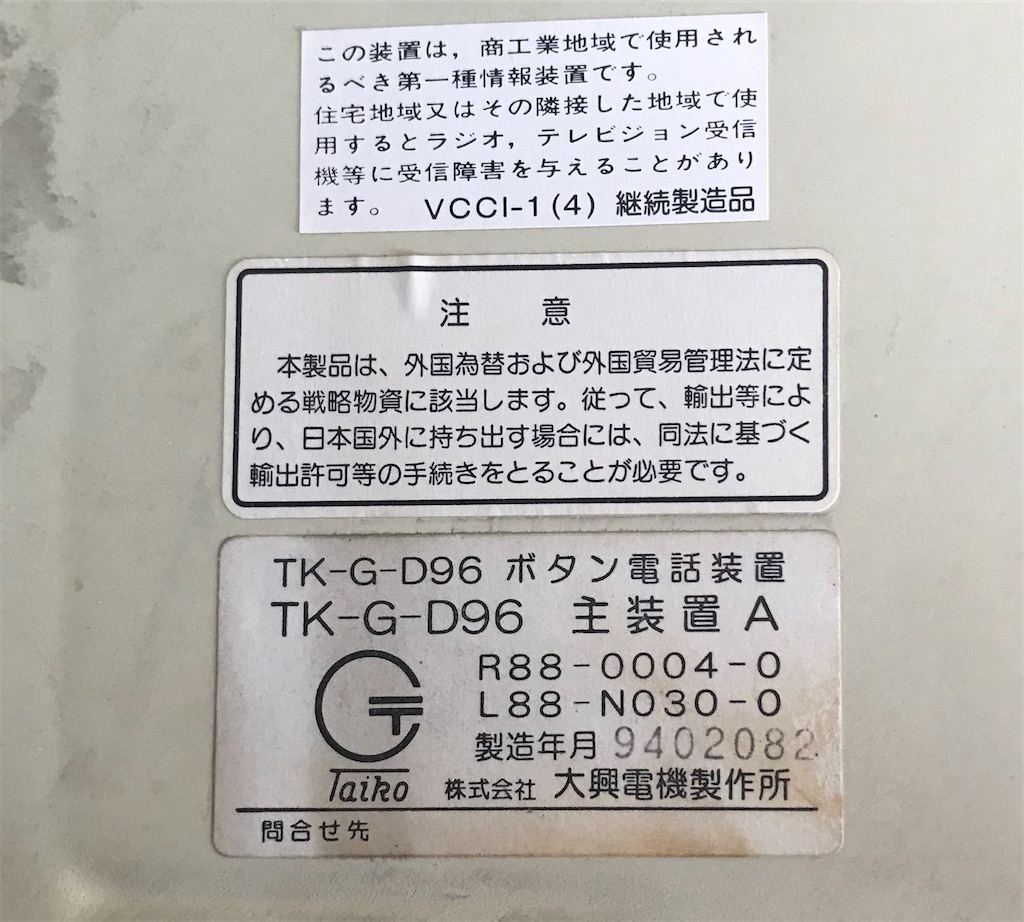 この装置は，商工業地域で使用され
るべき第一種情報装置です。
住宅地域又はその隣接した地域で使
用するとラジオ，テレビジョン受信
機等に受信障害を与えることがあり
ます。 VCCI-1(4) 継続製造品
注 意
本製品は、外国為替および外国貿易管理法に定
める戦略物資に該当します。従って、輸出等によ
り、日本国外に持ち出す場合には、同法に基づく
輸出許可等の手続きをとることが必要です。
TK-G-D96 ボタン電話装置
TK-G-D96 主装置 A
R88-0004-0
L88-N030-0
製造年月 9402082
Taiko 株式会社 大興電機製作所
問合せ先